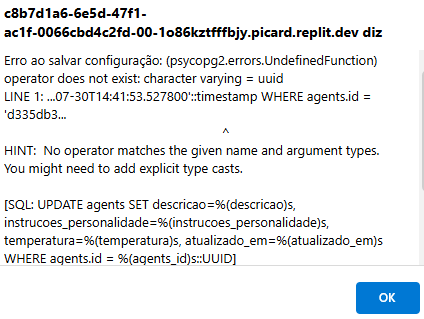 c8b7d1a6-6e5d-47f1-
ac1f-0066cbd4c2fd-00-1o86kztfffbjy.picard.replit.dev diz
Erro ao salvar configuração: (psycopg2.errors.UndefinedFunction)
operator does not exist: character varying = uuid
LINE 1: ...07-30T14:41:53.527800'::timestamp WHERE agents.id =
'd335db3...
^
HINT:  No operator matches the given name and argument types.
You might need to add explicit type casts.
[SQL: UPDATE agents SET descricao=%(descricao)s,
instrucoes_personalidade=%(instrucoes_personalidade)s,
temperatura=%(temperatura)s, atualizado_em=%(atualizado_em)s
WHERE agents.id = %(agents_id)s::UUID]
OK